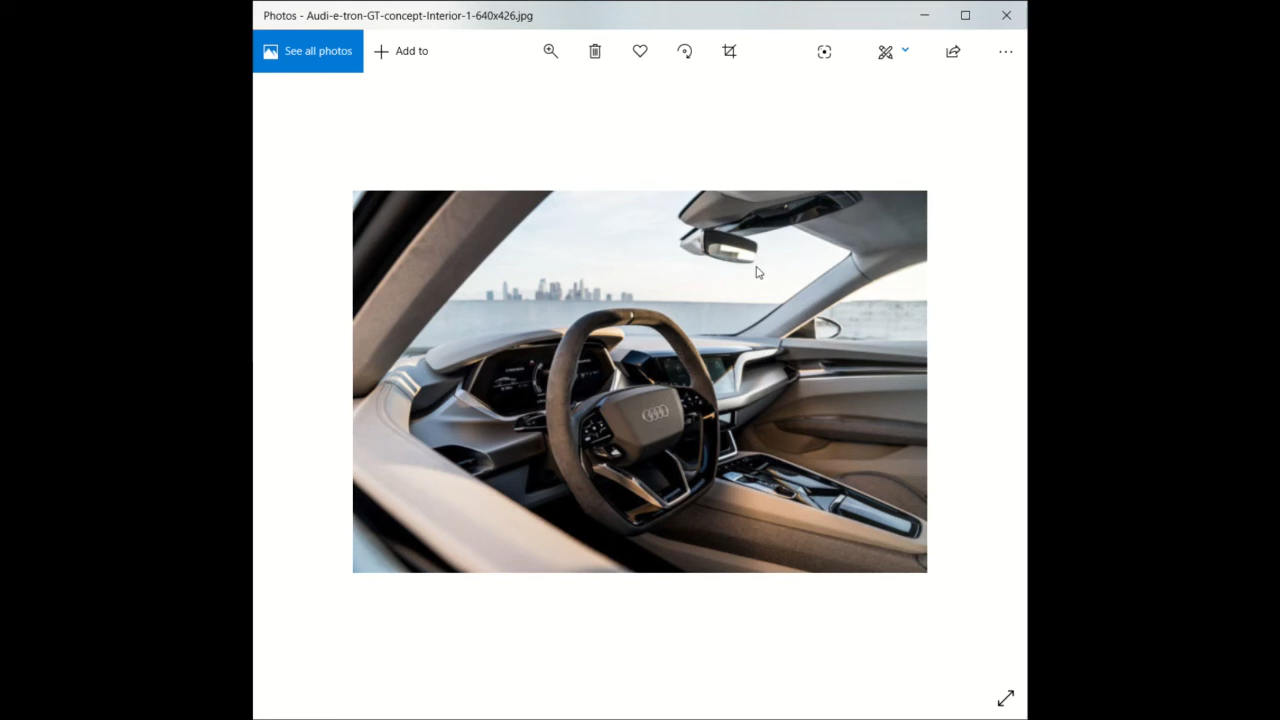 Photos - Audi-e-tron-GT-concept-Interior-1-640x426.jpg
See all photos
Add to